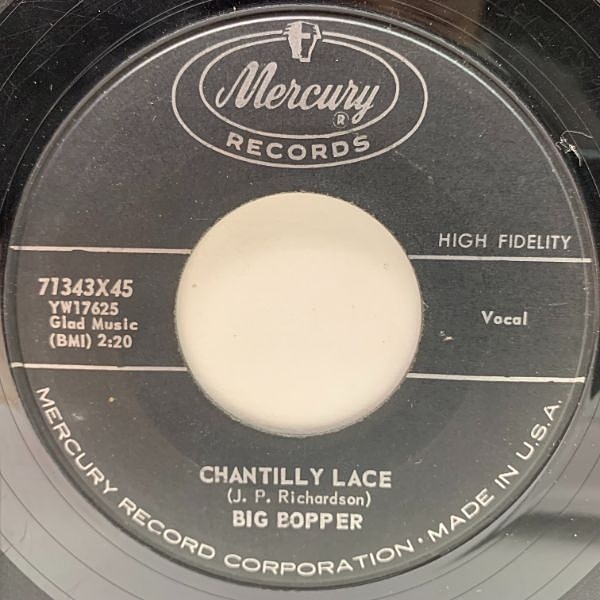 Mercury
®
RECORDS
HIGH FIDELITY
71343X45
YW17625
Glad Music
(BMI) 2:20
Vocal
CHANTILLY LACE
(J. P. Richardson)
BIG BOPPER
MERCURY RECORD CORPORATION • MADE IN U.S.A.